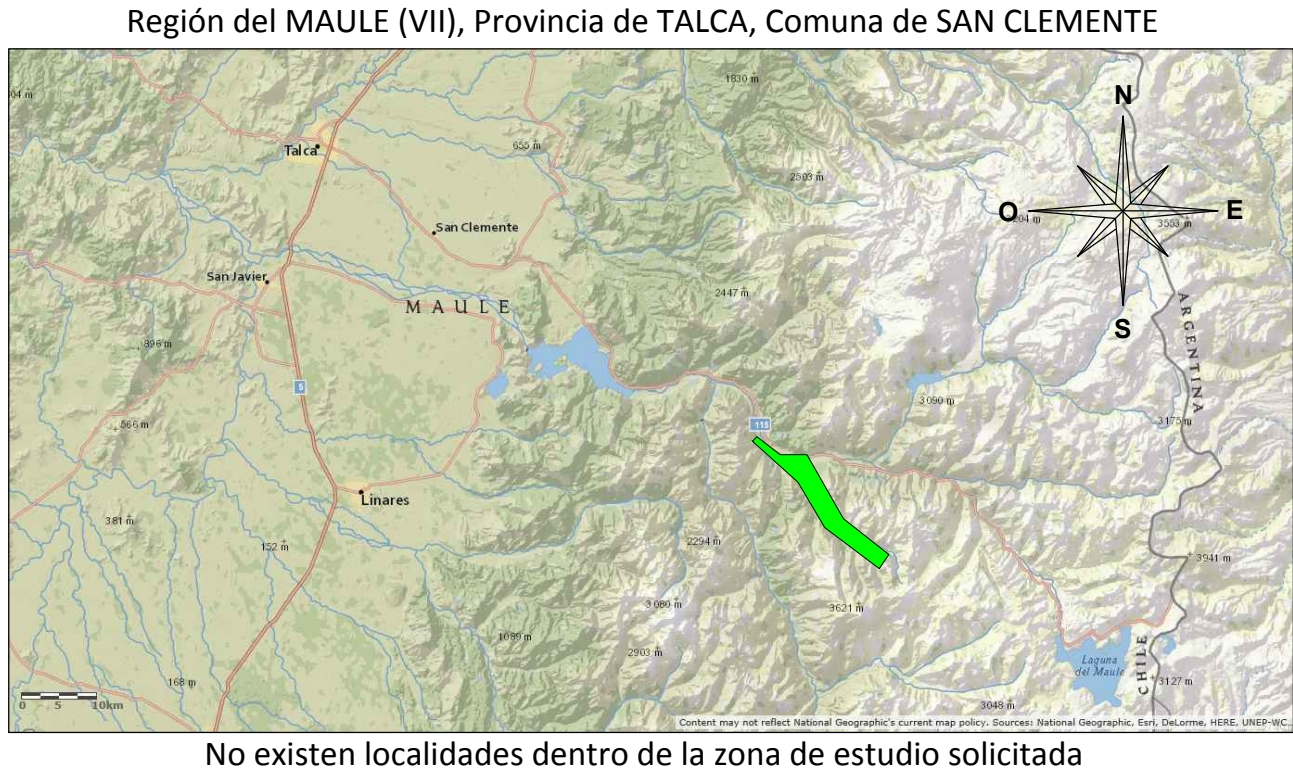 Región del MAULE (VII), Provincia de TALCA, Comuna de SAN CLEMENTE
04 m
1830 m
N
Talca
655 m
2503 m
San Clemente
O
204 m
E
3553 m
San Javier
2447 m
MAULE
ARGENTINA
S
896 m
5
3090 m
566 m
115
3175 m
Linares
381 m
152 m
2294 m
3941 m
3080 m
3621 m
1089 m
2903 m
CHILE
Laguna
del Maule
168 m
3127 m
0 5 10km
3048 m
Content may not reflect National Geographic's current map policy. Sources: National Geographic, Esri, DeLorme, HERE, UNEP-WC
No existen localidades dentro de la zona de estudio solicitada